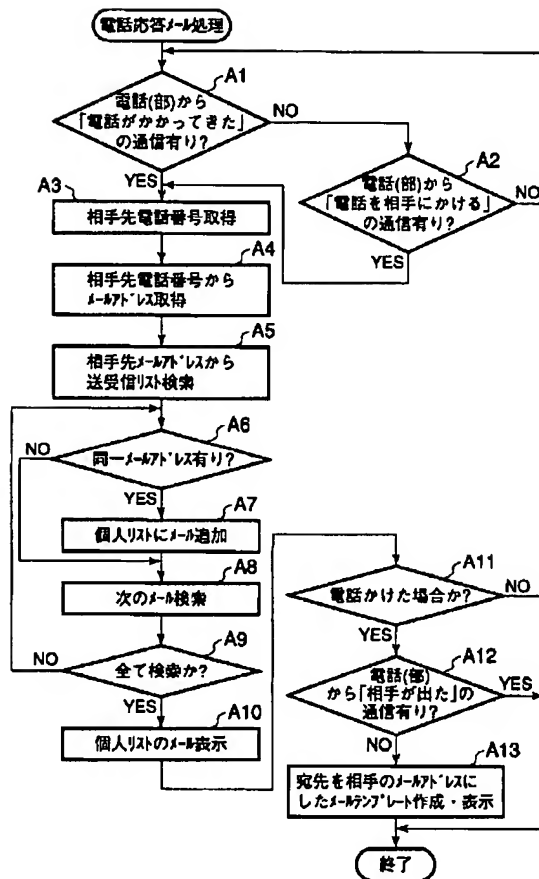 電話応答メール処理
A1
電話(部)から
「電話がかかってきた」
の通信有り?
NO
YES
A2
電話(部)から
「電話を相手にかける」
の通信有り?
NO
YES
A3
相手先電話番号取得
A4
相手先電話番号から
メールアドレス取得
A5
相手先メールアドレスから
送受信リスト検索
A6
同一メールアドレス有り?
NO
YES
A7
個人リストにメール追加
A8
次のメール検索
A9
全て検索か?
NO
YES
A10
個人リストのメール表示
A11
電話かけた場合か?
NO
YES
A12
電話(部)
から「相手が出た」の
通信有り?
YES
NO
A13
宛先を相手のメールアドレスに
したメールテンプレート作成・表示
終了